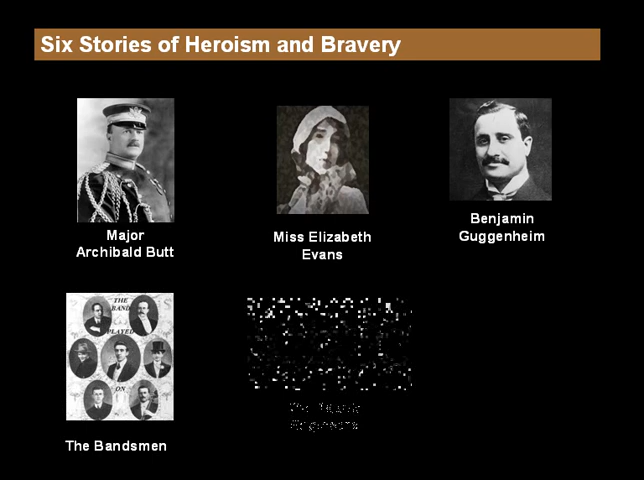 Six Stories of Heroism and Bravery
Major
Archibald Butt
Miss Elizabeth
Evans
Benjamin
Guggenheim
THE
BAND
PLAYED
ON
The Bandsmen
Engineers